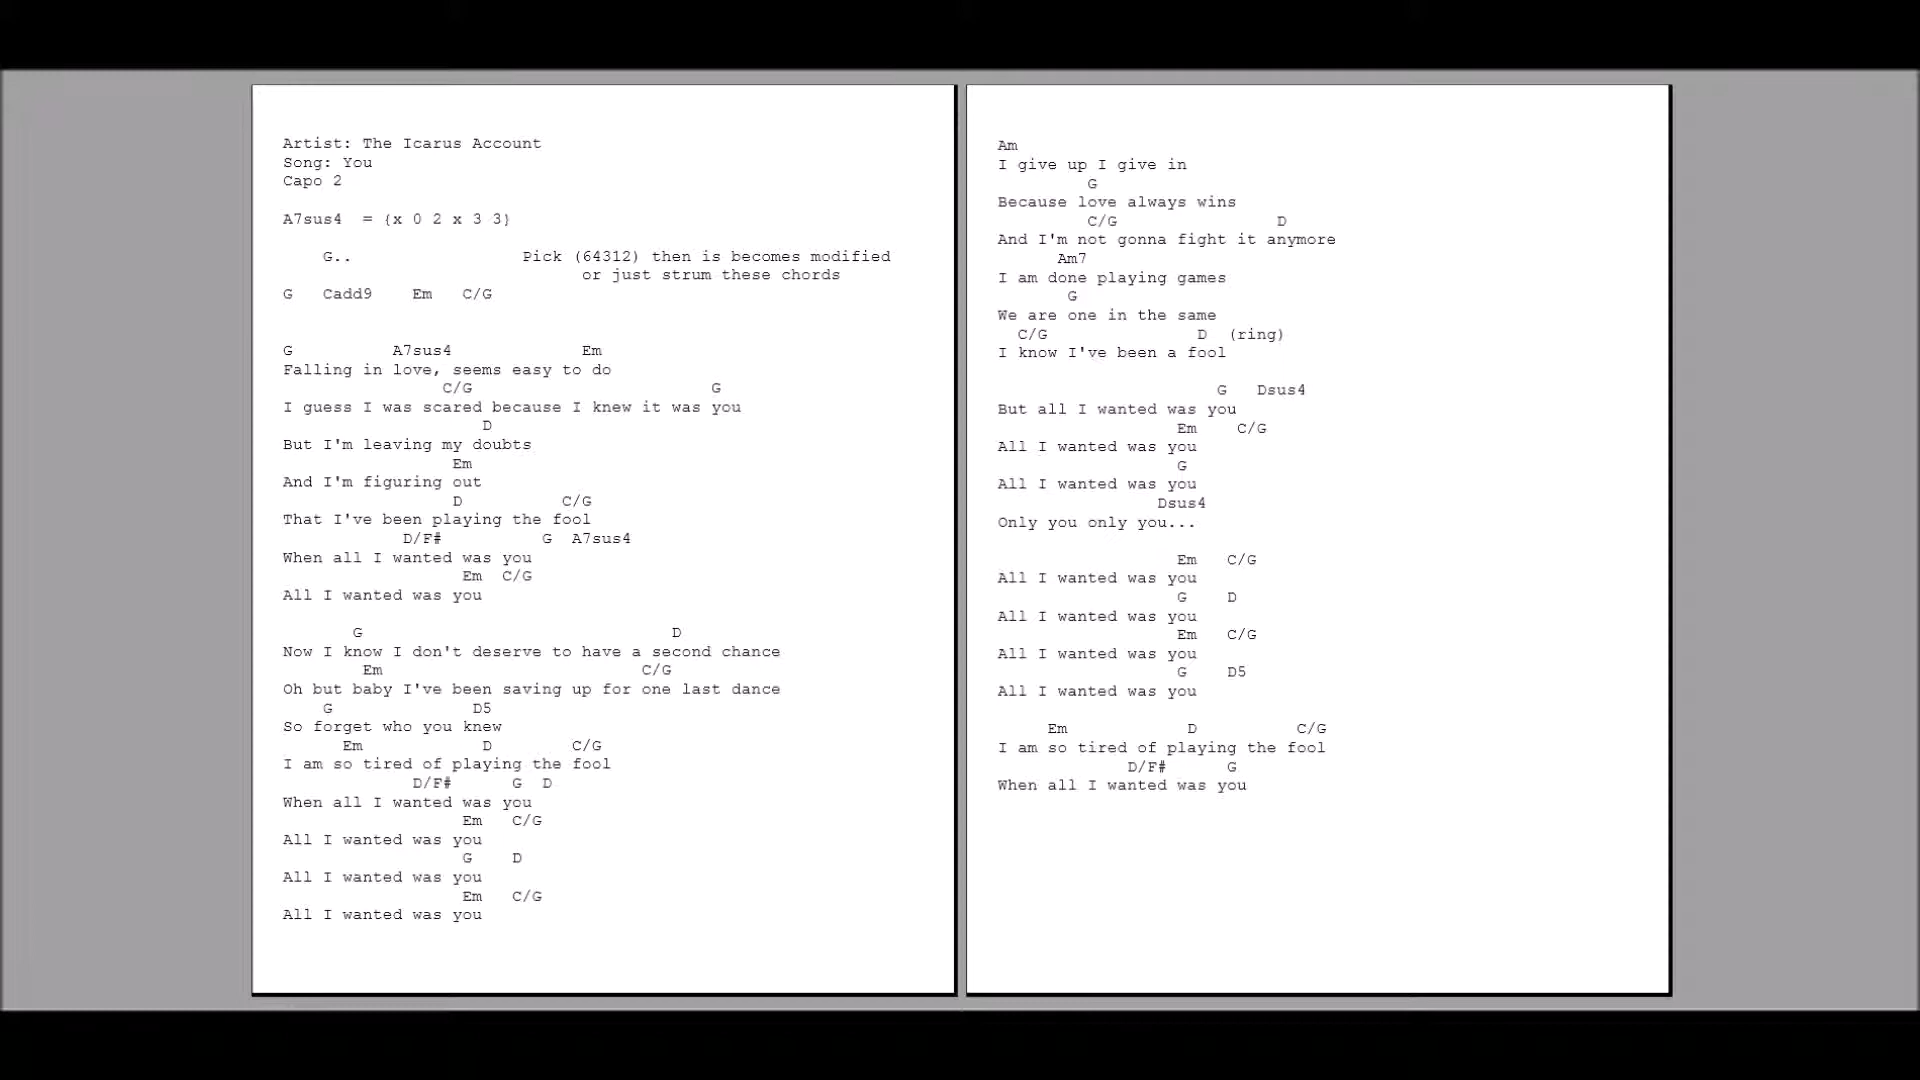 Artist: The Icarus Account
Song: You
Capo 2
A7sus4 = {x 0 2 x 3 3}
G.. Pick (64312) then is becomes modified
or just strum these chords
G Cadd9 Em C/G
G A7sus4 Em
Falling in love, seems easy to do
C/G G
I guess I was scared because I knew it was you
D
But I'm leaving my doubts
Em
And I'm figuring out
D C/G
That I've been playing the fool
D/F# G A7sus4
When all I wanted was you
Em C/G
All I wanted was you
G D
Now I know I don't deserve to have a second chance
Em C/G
Oh but baby I've been saving up for one last dance
G D5
So forget who you knew
Em D C/G
I am so tired of playing the fool
D/F# G D
When all I wanted was you
Em C/G
All I wanted was you
G D
All I wanted was you
Em C/G
All I wanted was you
Am
I give up I give in
G
Because love always wins
C/G D
And I'm not gonna fight it anymore
Am7
I am done playing games
G
We are one in the same
C/G D (ring)
I know I've been a fool
G Dsus4
But all I wanted was you
Em C/G
All I wanted was you
G
All I wanted was you
Dsus4
Only you only you...
Em C/G
All I wanted was you
G D
All I wanted was you
Em C/G
All I wanted was you
G D5
All I wanted was you
Em D C/G
I am so tired of playing the fool
D/F# G
When all I wanted was you